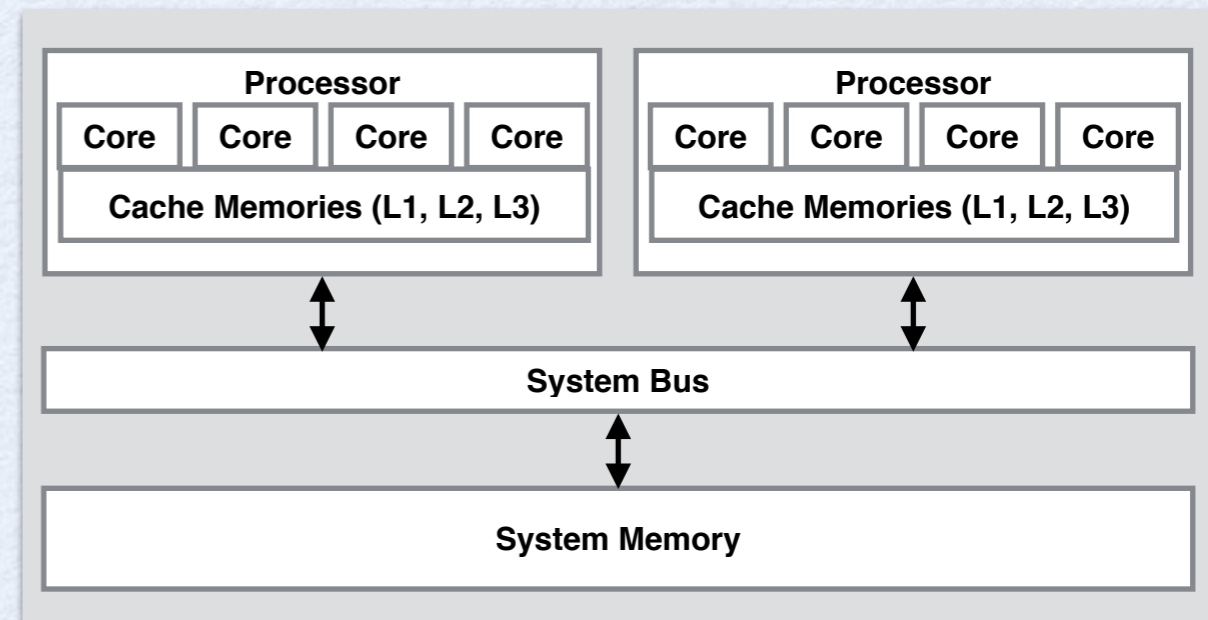 Processor
Core Core Core Core
Cache Memories (L1, L2, L3)
Processor
Core Core Core Core
Cache Memories (L1, L2, L3)
System Bus
System Memory